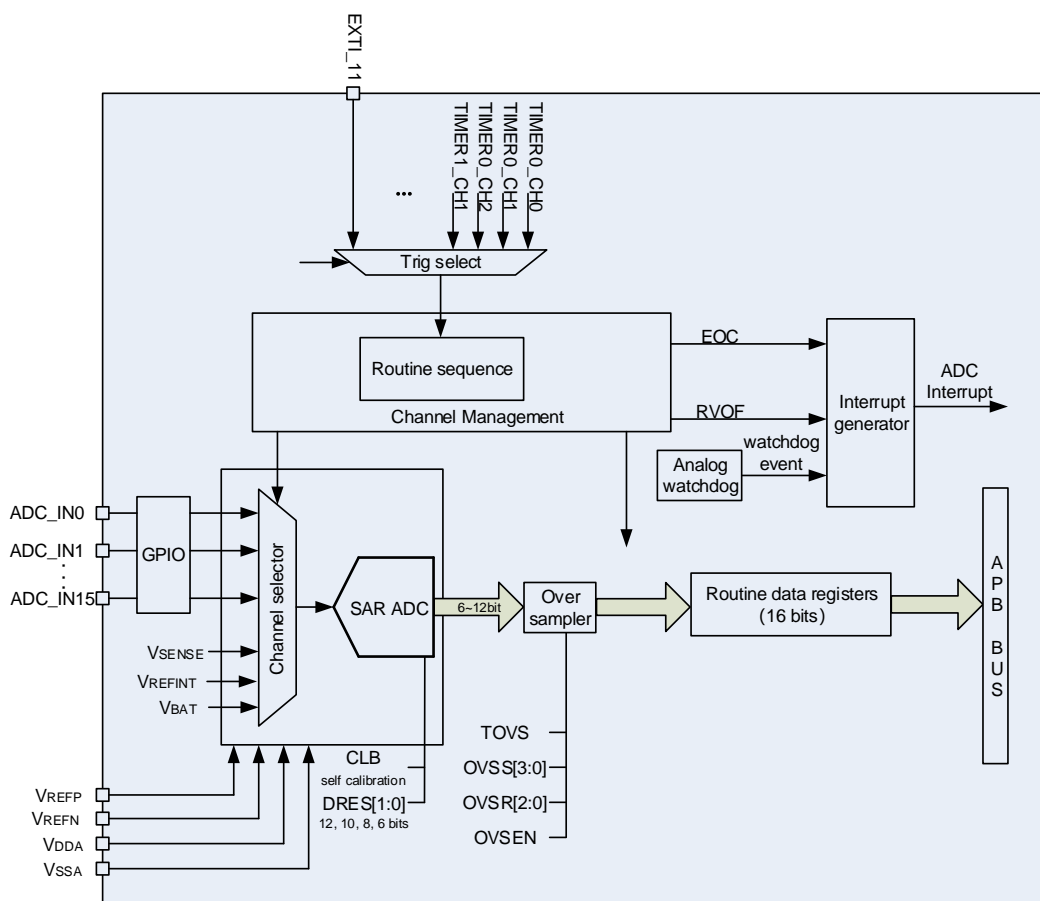 EXTI_11
TIMER1_CH1
TIMER0_CH2
TIMER0_CH1
TIMER0_CH0
...
Trig select
Routine sequence
Channel Management
EOC
RVOF
watchdog
event
Analog
watchdog
Interrupt
generator
ADC
Interrupt
ADC_IN0
ADC_IN1
ADC_IN15
GPIO
Channel selector
SAR ADC
6~12bit
Over
sampler
Routine data registers
(16 bits)
APB BUS
VSENSE
VREFINT
VBAT
CLB
self calibration
DRES[1:0]
12, 10, 8, 6 bits
TOVS
OVSS[3:0]
OVSR[2:0]
OVSEN
VREFP
VREFN
VDDA
VSSA